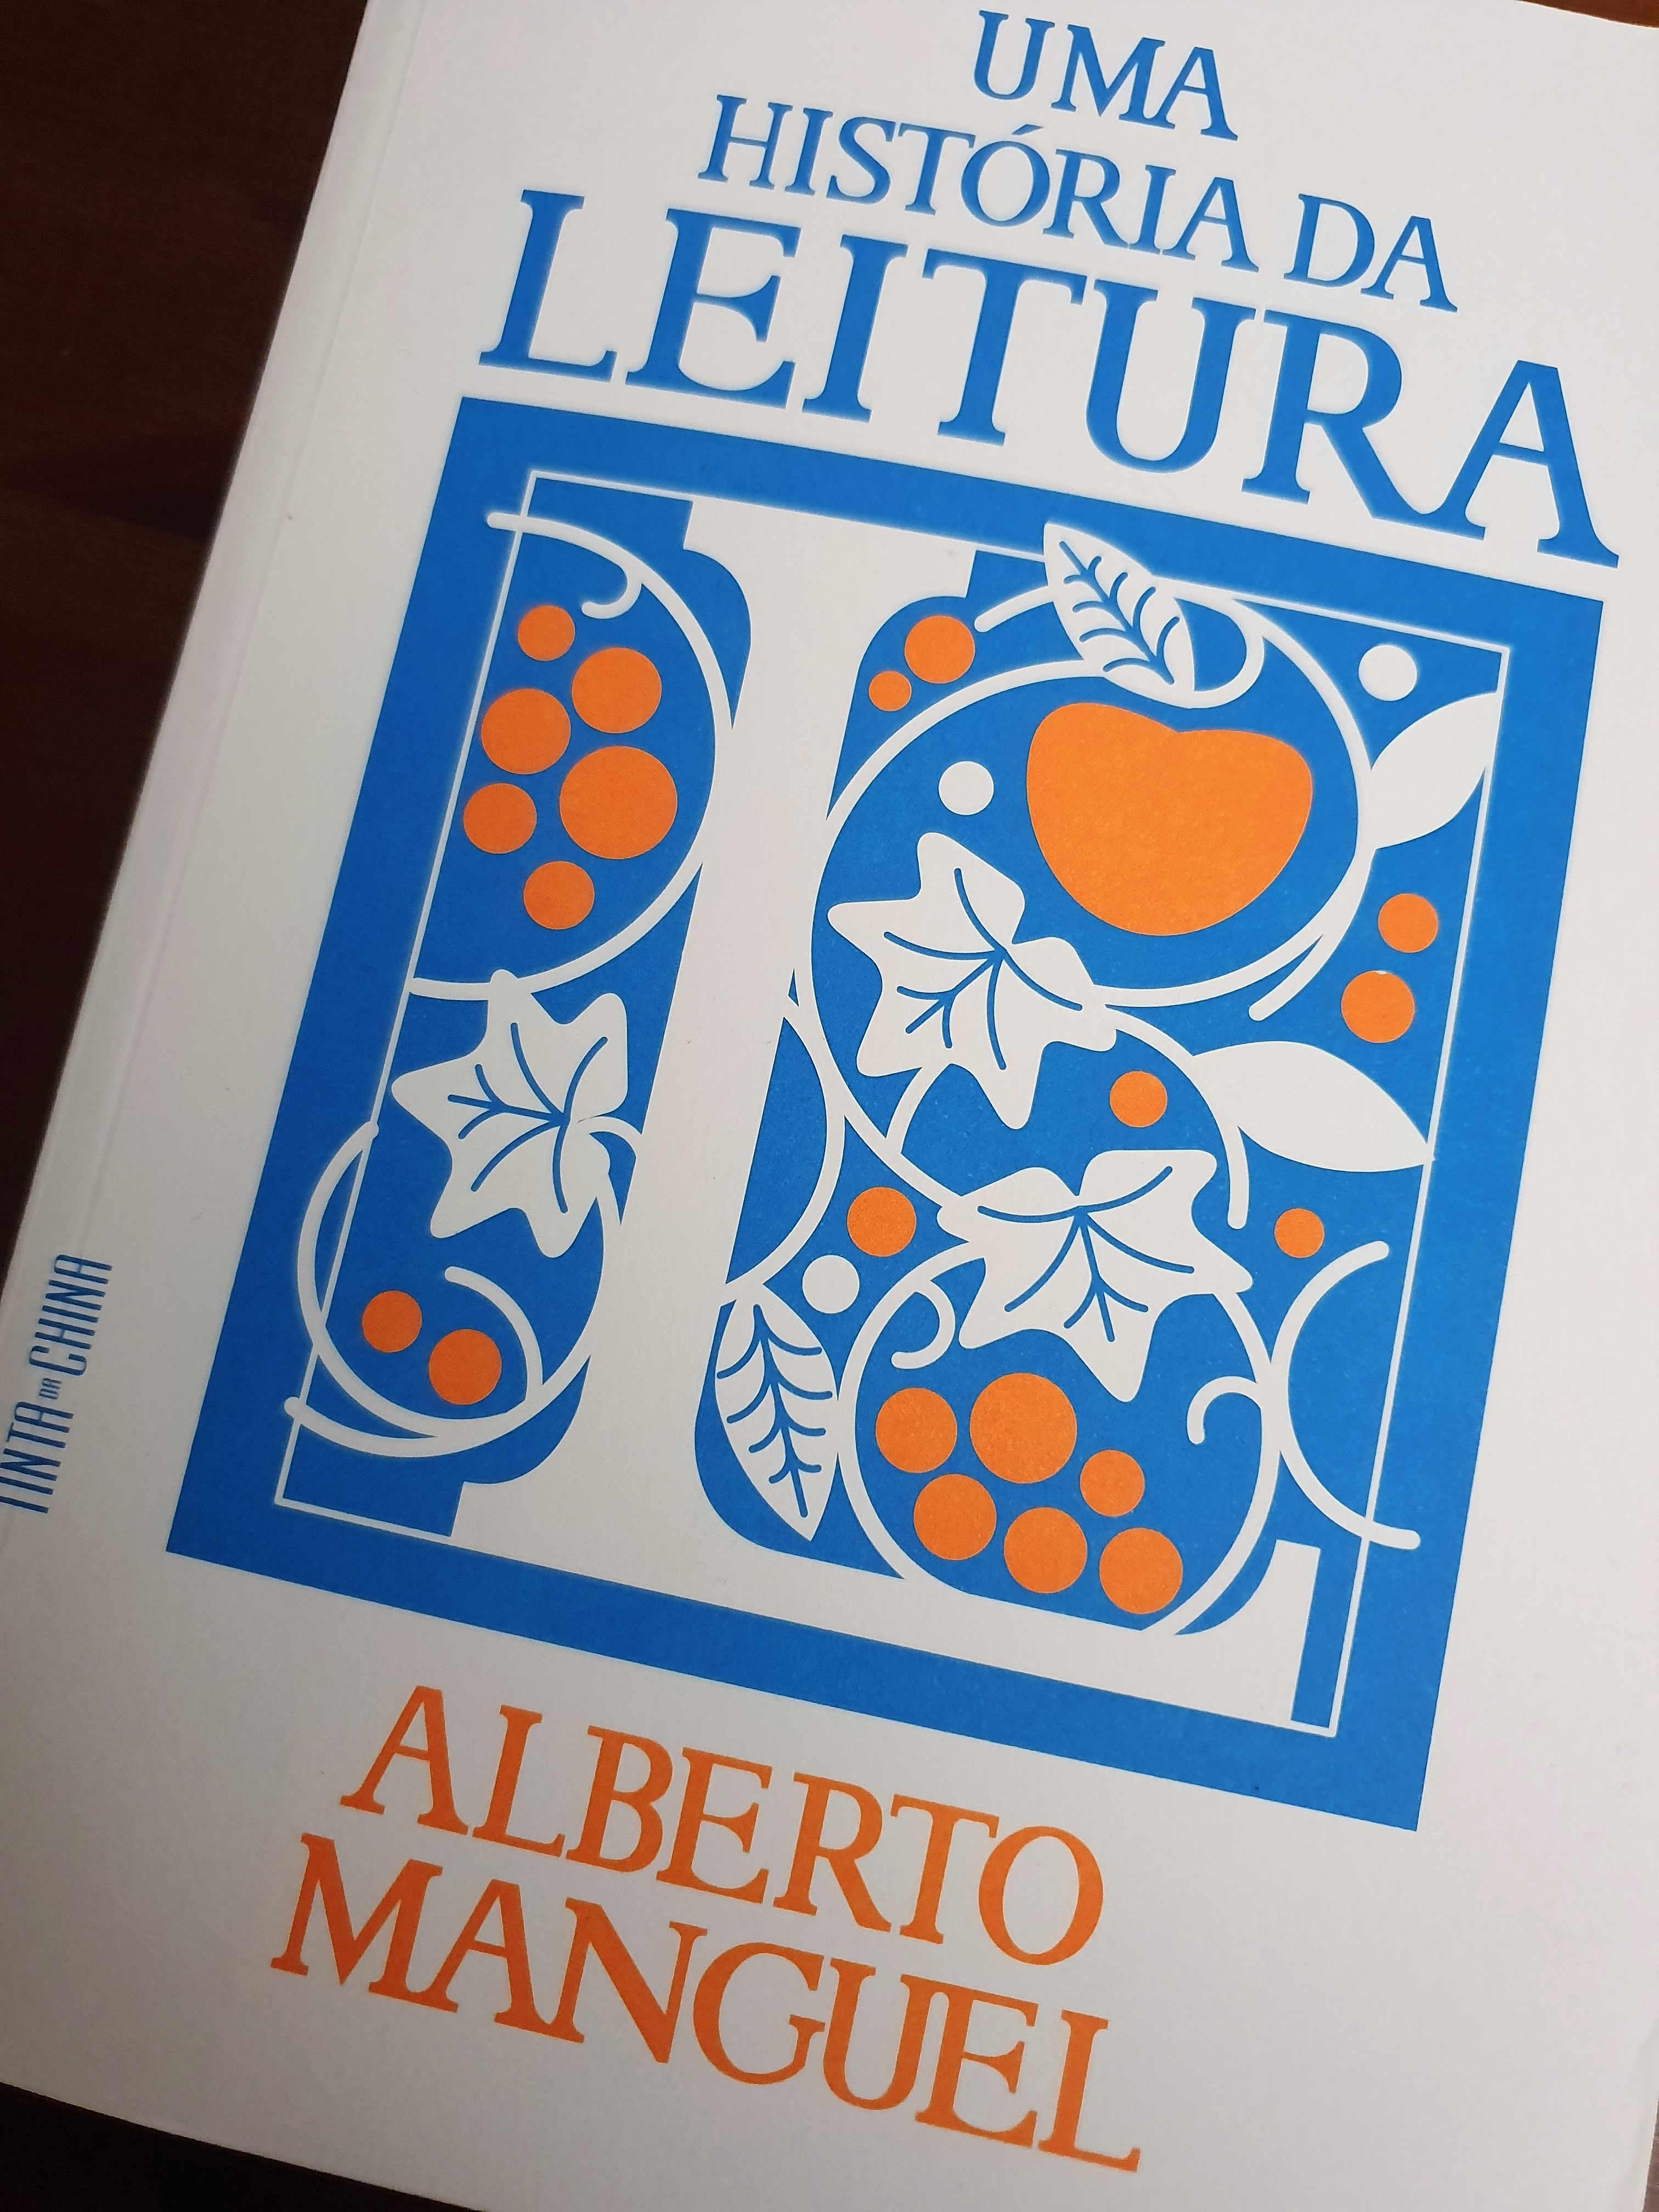 UMA
HISTÓRIA DA
LEITURA
L
ALBERTO
MANGUEL
TINTA DA CHINA